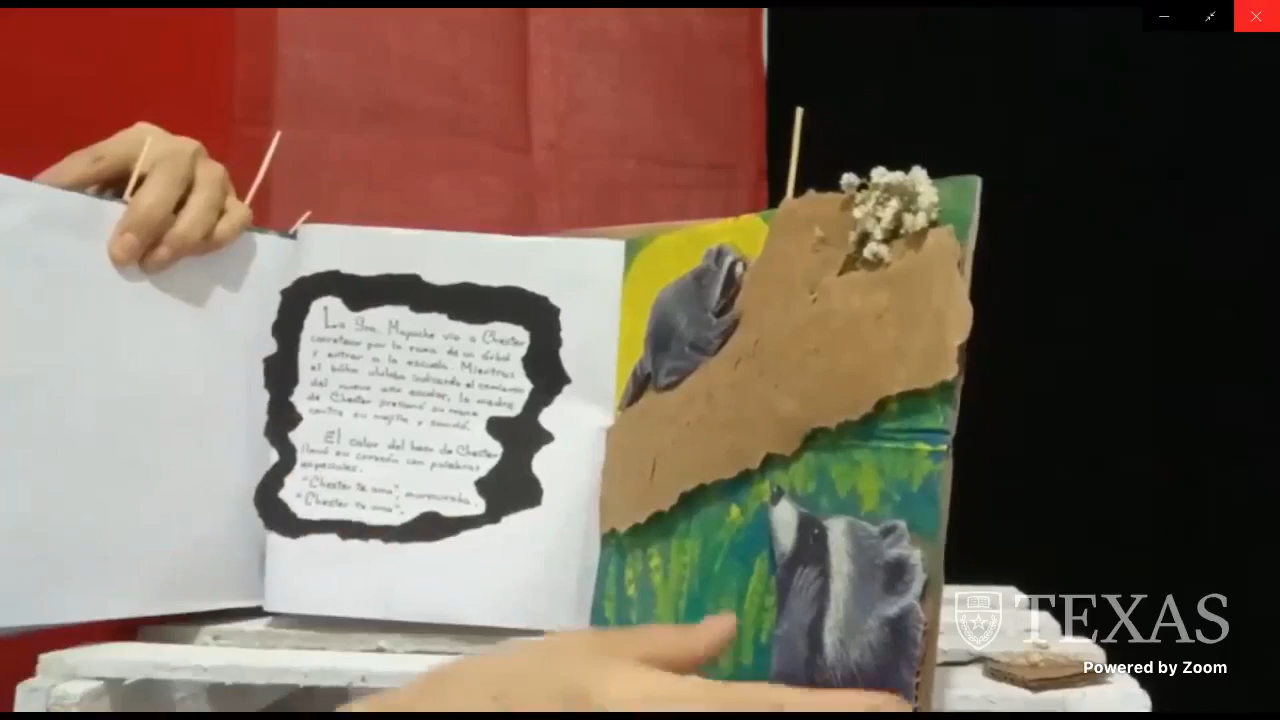 La Sra. Mapache vio a Chester
corretear por la rama de un árbol
y entrar a la escuela. Mientras
el búho ululaba indicando el comienzo
del nuevo año escolar, la madre
de Chester presionó su mano
contra su mejilla y sonrió.
El calor del beso de Chester
llenó su corazón con palabras
especiales.
"Chester te ama", murmuraba.
"Chester te ama".
TEXAS
Powered by Zoom